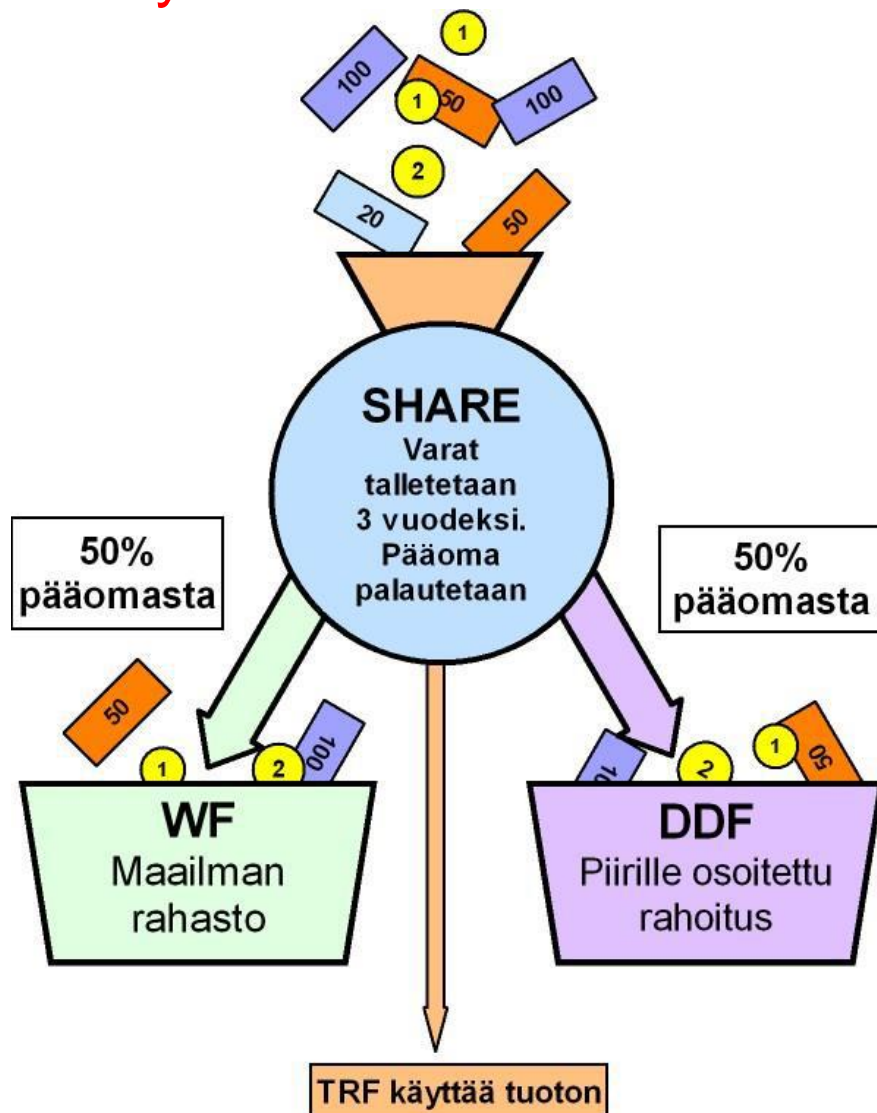 1
100
50
1
100
2
20
50
SHARE
Varat
talletetaan
3 vuodeksi.
Pääoma
palautetaan
50%
pääomasta
50%
pääomasta
50
1
2
100
1
2
50
WF
Maailman
rahasto
DDF
Piirille osoitettu
rahoitus
TRF käyttää tuoton